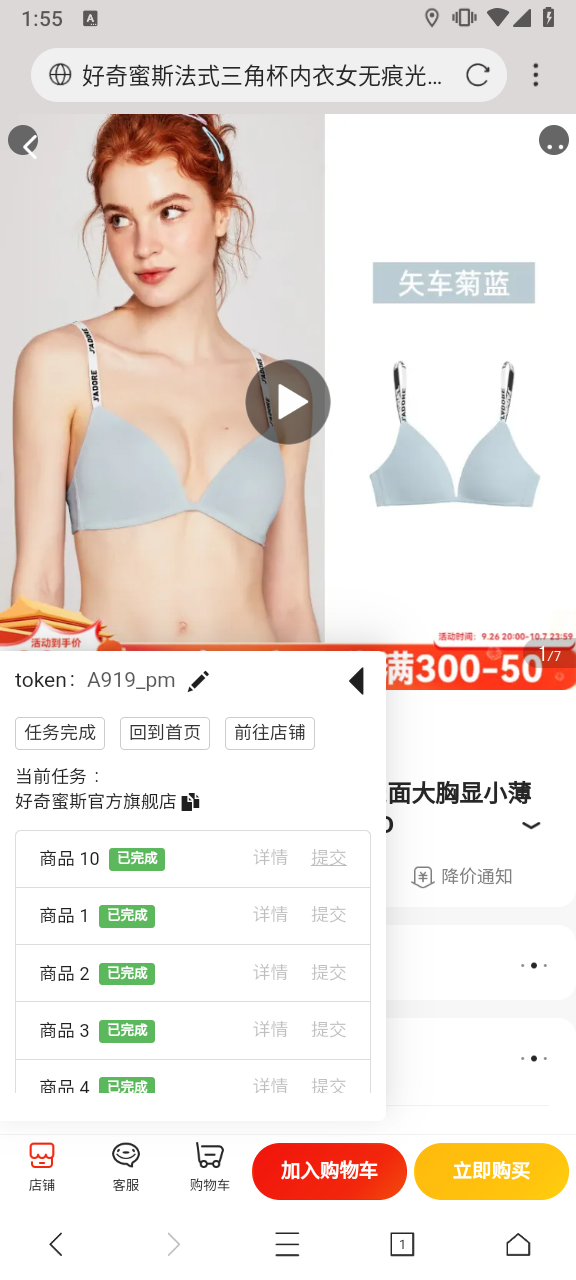 1:55
A
好奇蜜斯法式三角杯内衣女无痕光...
矢车菊蓝
J'ADORE
J'ADORE
活动到手价
活动时间：9.26 20:00-10.7 23:59
满300-50
1/7
token： A919_pm
任务完成 回到首页 前往店铺
当前任务：
好奇蜜斯官方旗舰店
面大胸显小薄
降价通知
商品 10 已完成 详情 提交
商品 1 已完成 详情 提交
商品 2 已完成 详情 提交
商品 3 已完成 详情 提交
商品 4 已完成 详情 提交
店铺 客服 购物车 加入购物车 立即购买
1